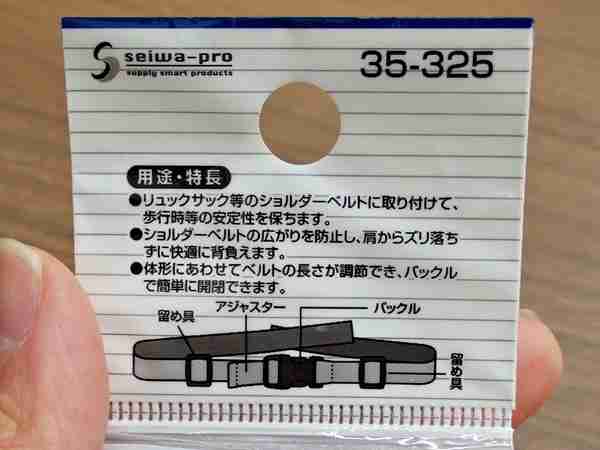 seiwa-pro
supply smart products
35-325
用途・特長
●リュックサック等のショルダーベルトに取り付けて、
歩行時等の安定性を保ちます。
●ショルダーベルトの広がりを防止し、肩からズリ落ち
ずに快適に背負えます。
●体形にあわせてベルトの長さが調節でき、バックル
で簡単に開閉できます。
留め具
アジャスター
バックル
留め具